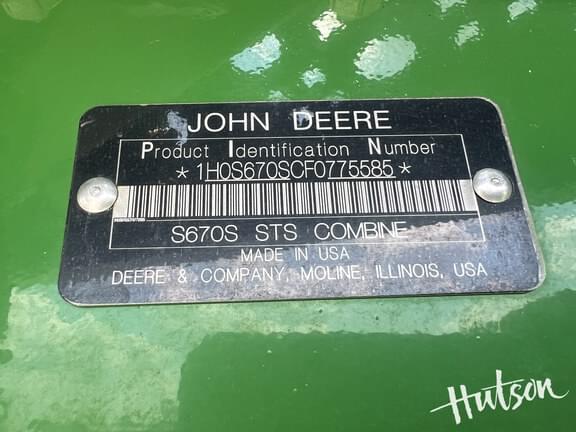 JOHN DEERE
Product Identification Number
*1H0S670SCF0775585*
S670S STS COMBINE
MADE IN USA
DEERE & COMPANY, MOLINE, ILLINOIS, USA
Hutson